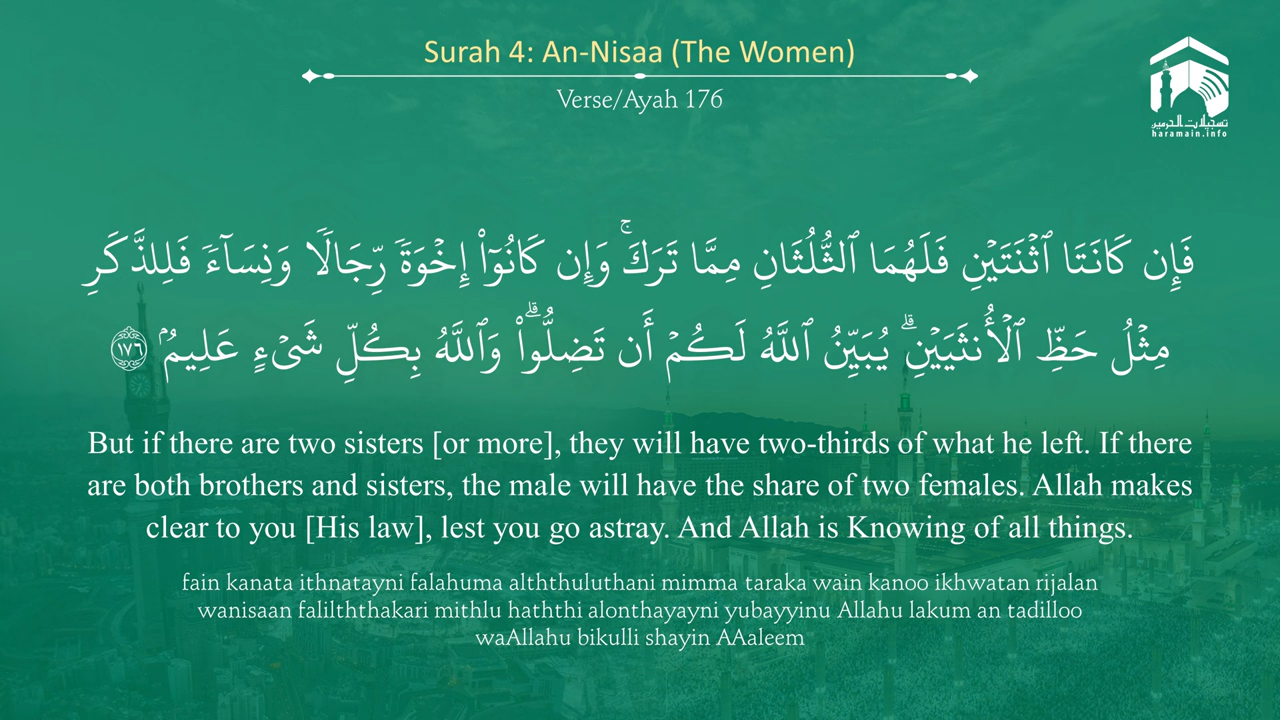 Surah 4: An-Nisaa (The Women)
Verse/Ayah 176
تسجيلات الحرمين
haramain.info
فَإِن كَانَتَا ٱثْنَتَيْنِ فَلَهُمَا ٱلثُّلُثَانِ مِمَّا تَرَكَ ۚ وَإِن كَانُوٓا۟ إِخْوَةً رِّجَالًا وَنِسَآءً فَلِلذَّكَرِ
مِثْلُ حَظِّ ٱلْأُنثَيَيْنِ ۗ يُبَيِّنُ ٱللَّهُ لَكُمْ أَن تَضِلُّوا۟ ۗ وَٱللَّهُ بِكُلِّ شَىْءٍ عَلِيمٌۢ ١٧٦
But if there are two sisters [or more], they will have two-thirds of what he left. If there
are both brothers and sisters, the male will have the share of two females. Allah makes
clear to you [His law], lest you go astray. And Allah is Knowing of all things.
fain kanata ithnatayni falahuma alththuluthani mimma taraka wain kanoo ikhwatan rijalan
wanisaan falilththakari mithlu haththi alonthayayni yubayyinu Allahu lakum an tadilloo
waAllahu bikulli shayin AAaleem